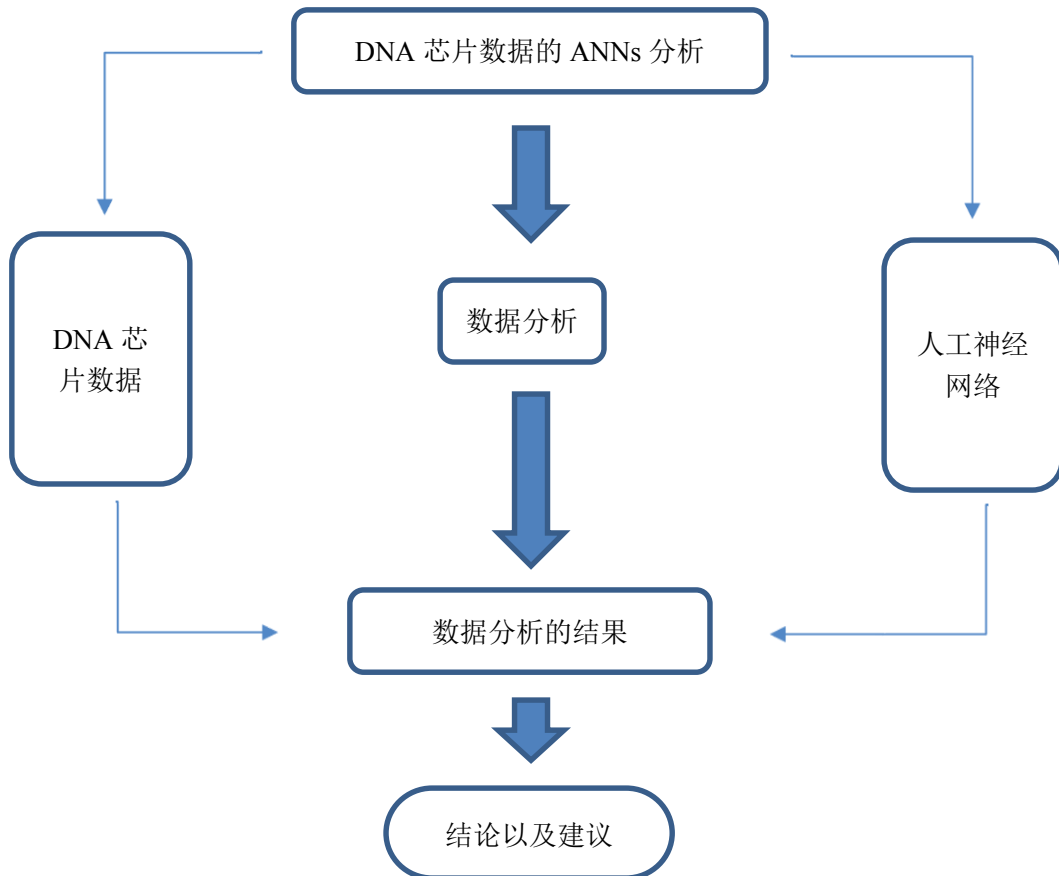 DNA 芯片数据的 ANNs 分析
数据分析
DNA 芯
片数据
人工神经
网络
数据分析的结果
结论以及建议